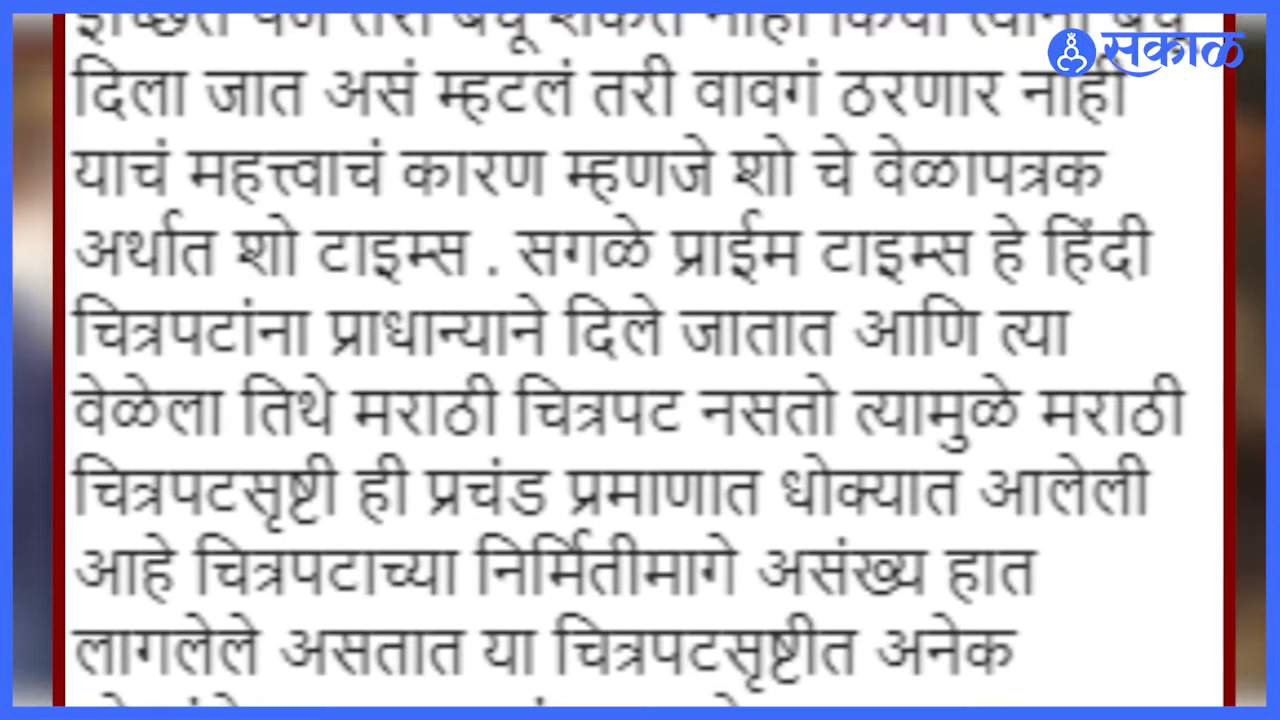 सकाळ
दिला जात असं म्हटलं तरी वावगं ठरणार नाही
याचं महत्त्वाचं कारण म्हणजे शो चे वेळापत्रक
अर्थात शो टाइम्स . सगळे प्राईम टाइम्स हे हिंदी
चित्रपटांना प्राधान्याने दिले जातात आणि त्या
वेळेला तिथे मराठी चित्रपट नसतो त्यामुळे मराठी
चित्रपटसृष्टी ही प्रचंड प्रमाणात धोक्यात आलेली
आहे चित्रपटाच्या निर्मितीमागे असंख्य हात
लागलेले असतात या चित्रपटसृष्टीत अनेक